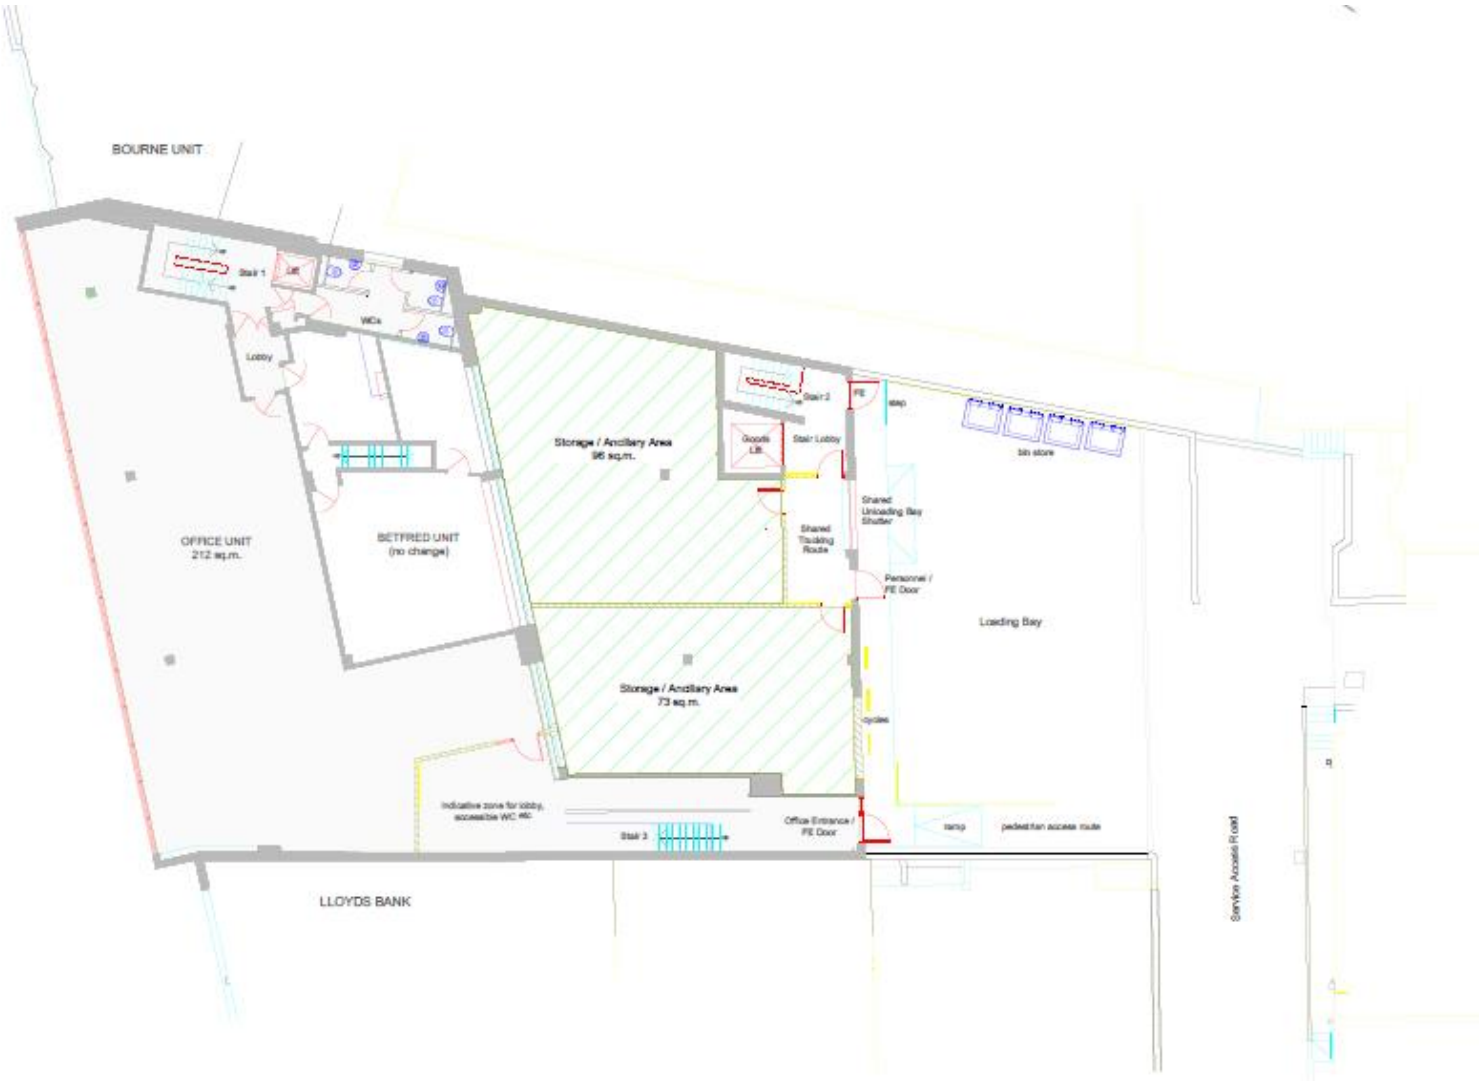 BOURNE UNIT
Stair 1
Lift
WCs
Lobby
OFFICE UNIT
212 sq.m.
BETFRED UNIT
(no change)
Storage / Ancillary Area
96 sq.m.
Goods
Lift
Stair 2
Stair Lobby
FE
step
bin store
Shared
Unloading Bay
Shutter
Shared
Trucking
Route
Personnel /
FE Door
Loading Bay
Storage / Ancillary Area
73 sq.m.
cycles
Indicative zone for lobby,
accessible WC etc
Stair 3
Office Entrance /
FE Door
ramp
pedestrian access route
Service Access Road
LLOYDS BANK